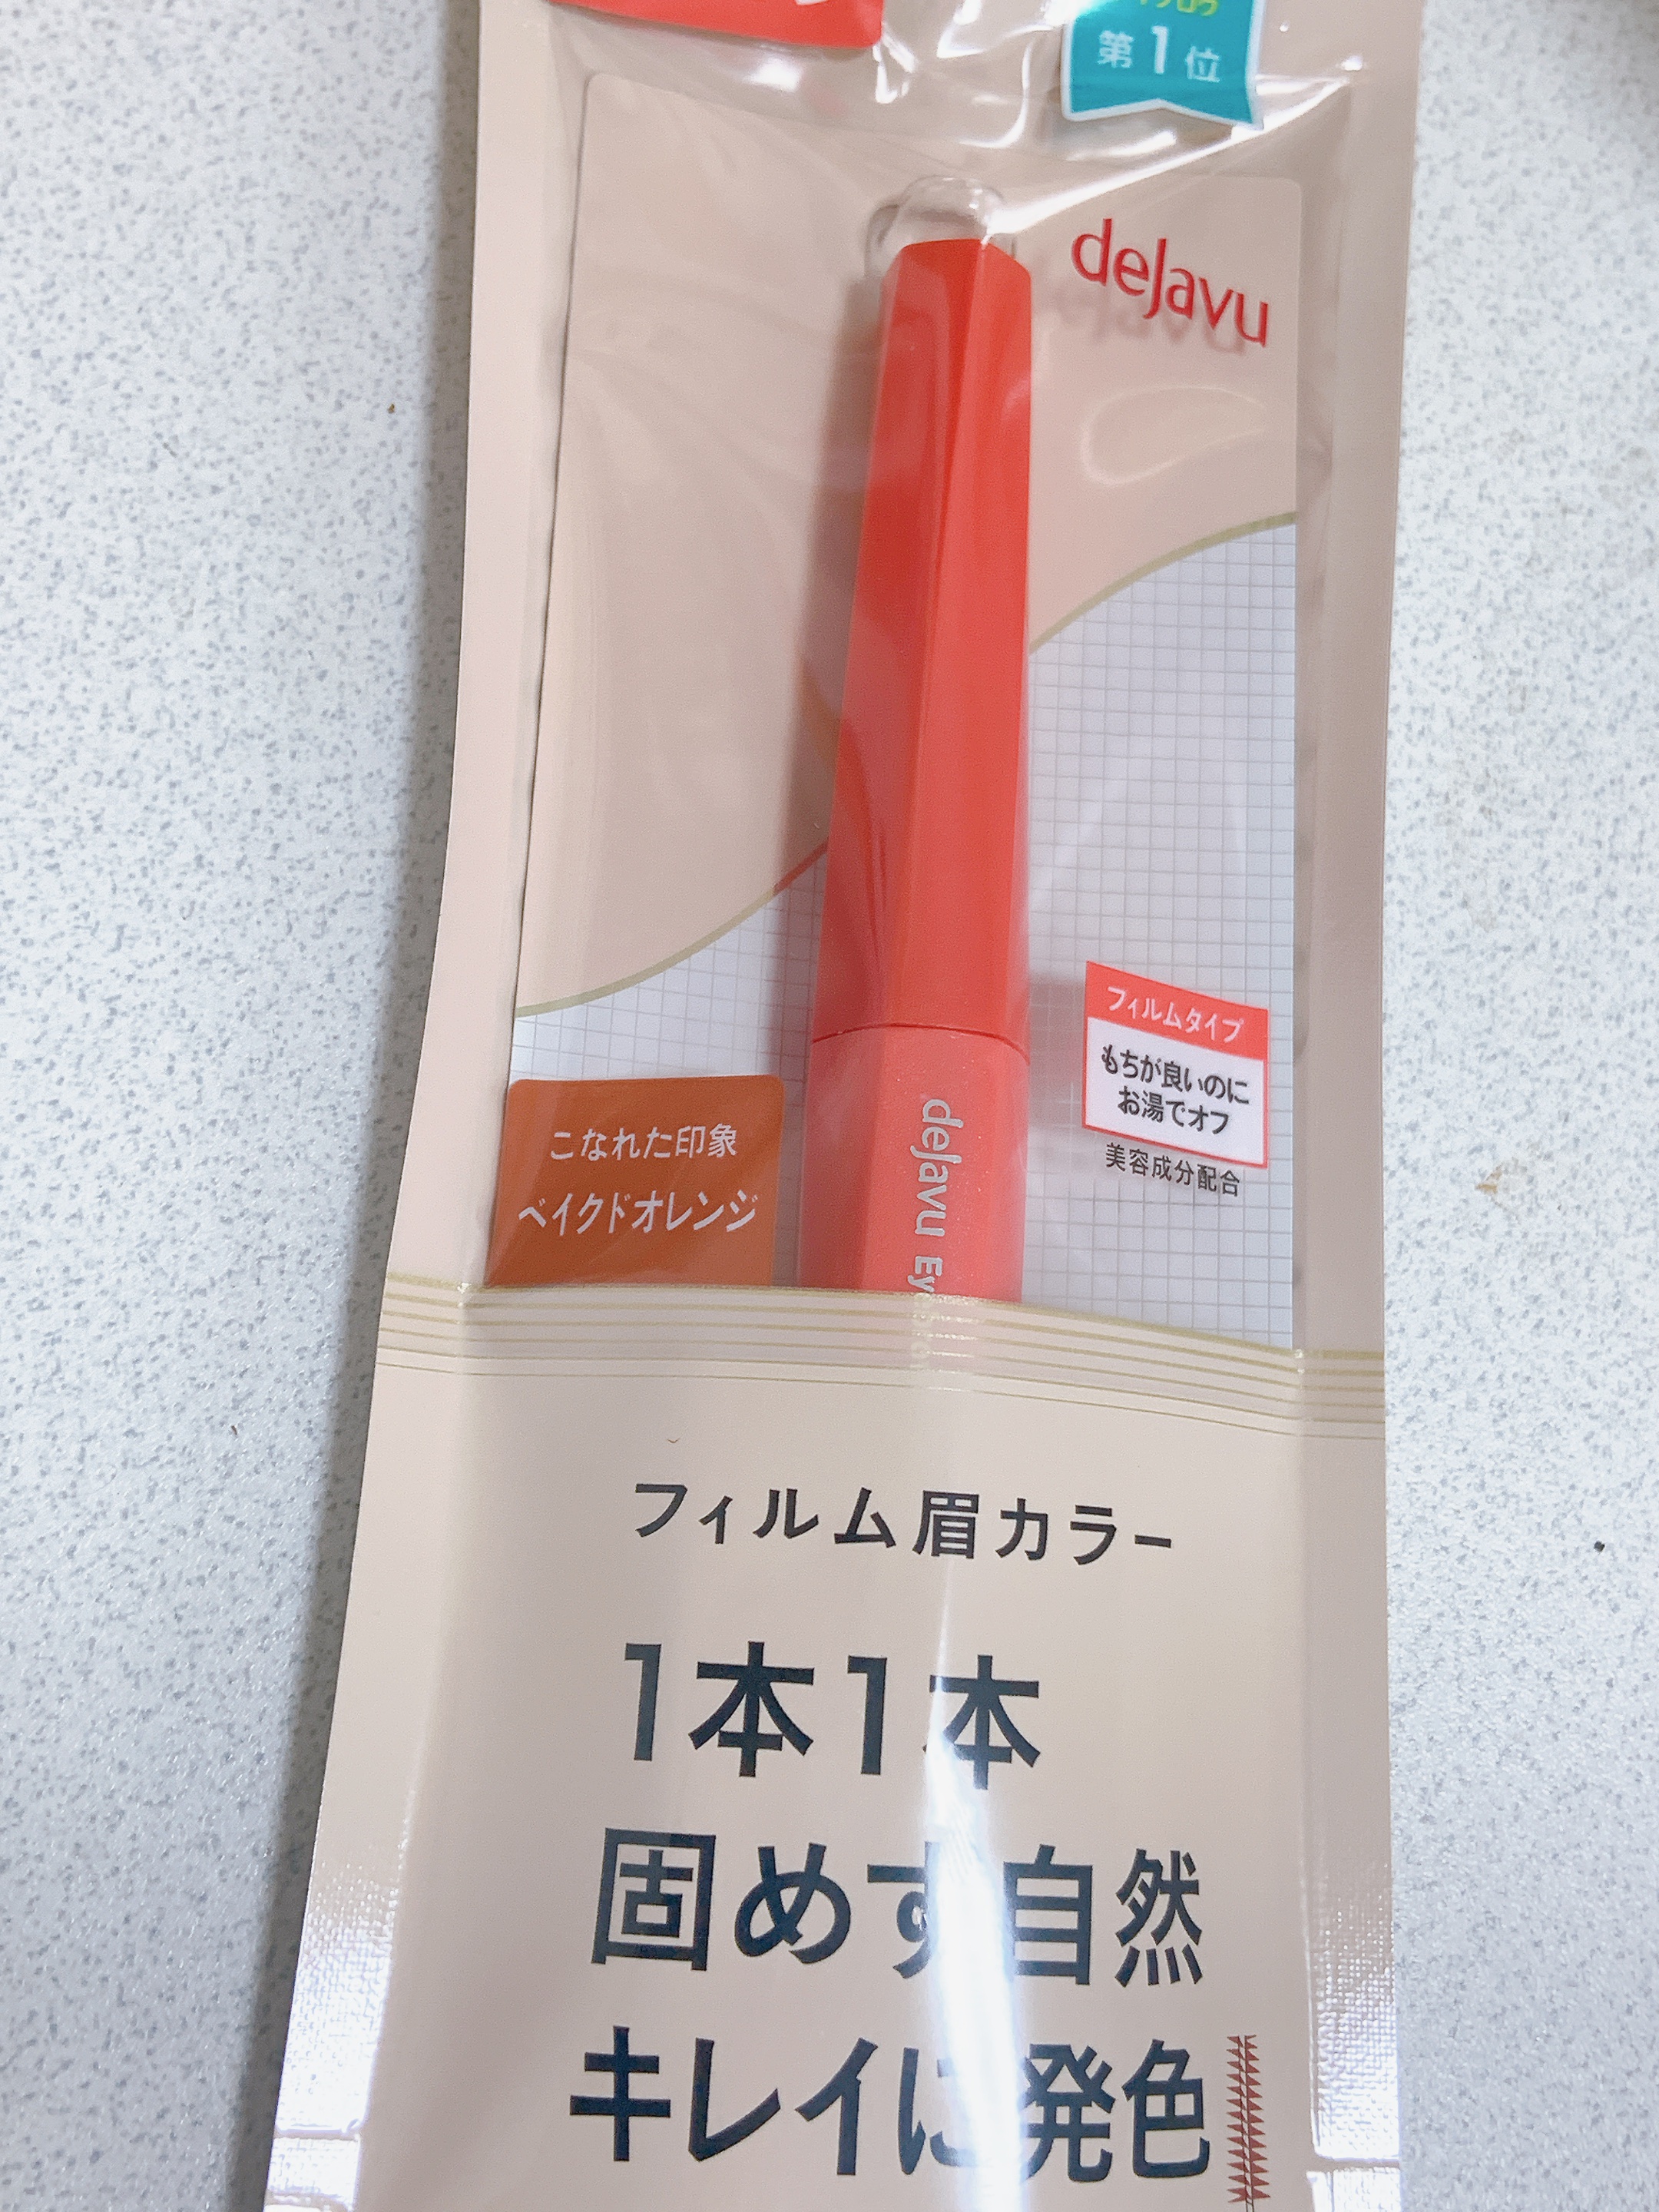 第1位
deJavu
フィルムタイプ
もちが良いのに
お湯でオフ
美容成分配合
こなれた印象
ベイクドオレンジ
deJavu
フィルム眉カラー
1本1本
固めず自然
キレイに発色